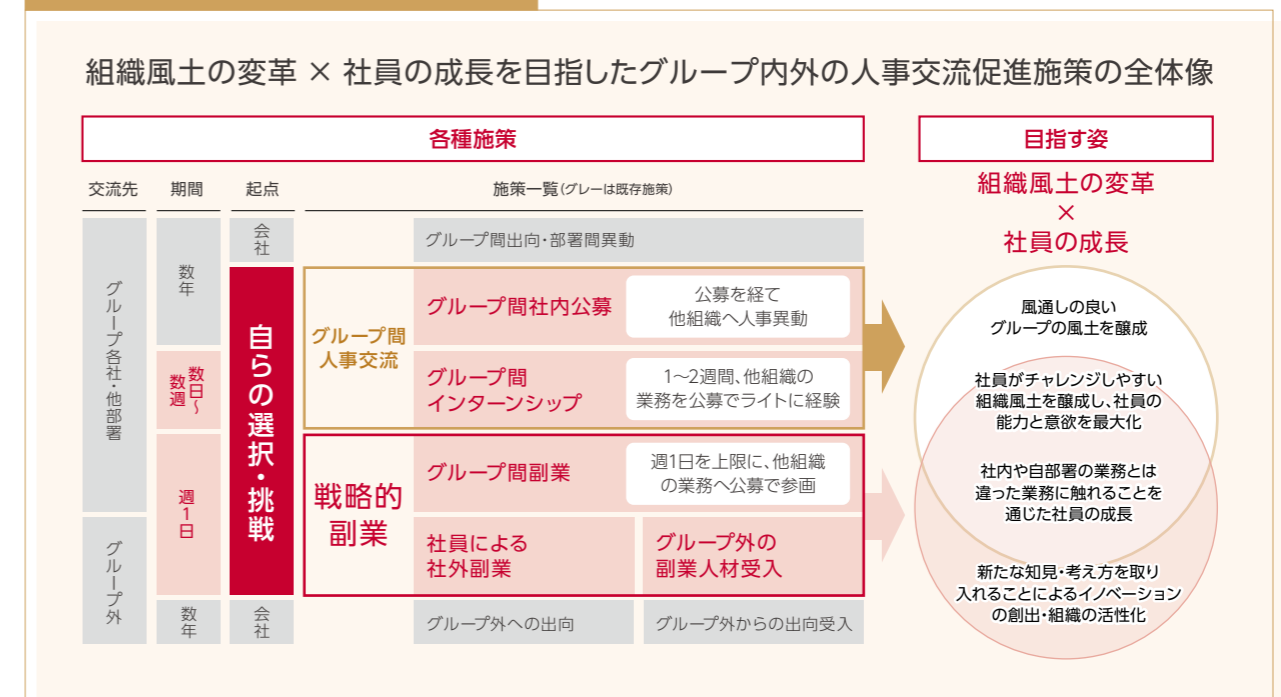 組織風土の変革 × 社員の成長を目指したグループ内外の人事交流促進施策の全体像
各種施策
目指す姿
交流先
期間
起点
施策一覧(グレーは既存施策)
グループ各社・他部署
グループ外
数年
数日～
数週
週1日
数年
会社
自らの選択・挑戦
会社
グループ間出向・部署間異動
グループ間
人事交流
グループ間社内公募
公募を経て
他組織へ人事異動
グループ間
インターンシップ
1～2週間、他組織の
業務を公募でライトに経験
戦略的
副業
グループ間副業
週1日を上限に、他組織
の業務へ公募で参画
社員による
社外副業
グループ外の
副業人材受入
グループ外への出向
グループ外からの出向受入
組織風土の変革
×
社員の成長
風通しの良い
グループの風土を醸成
社員がチャレンジしやすい
組織風土を醸成し、社員の
能力と意欲を最大化
社内や自部署の業務とは
違った業務に触れることを
通じた社員の成長
新たな知見・考え方を取り
入れることによるイノベーション
の創出・組織の活性化